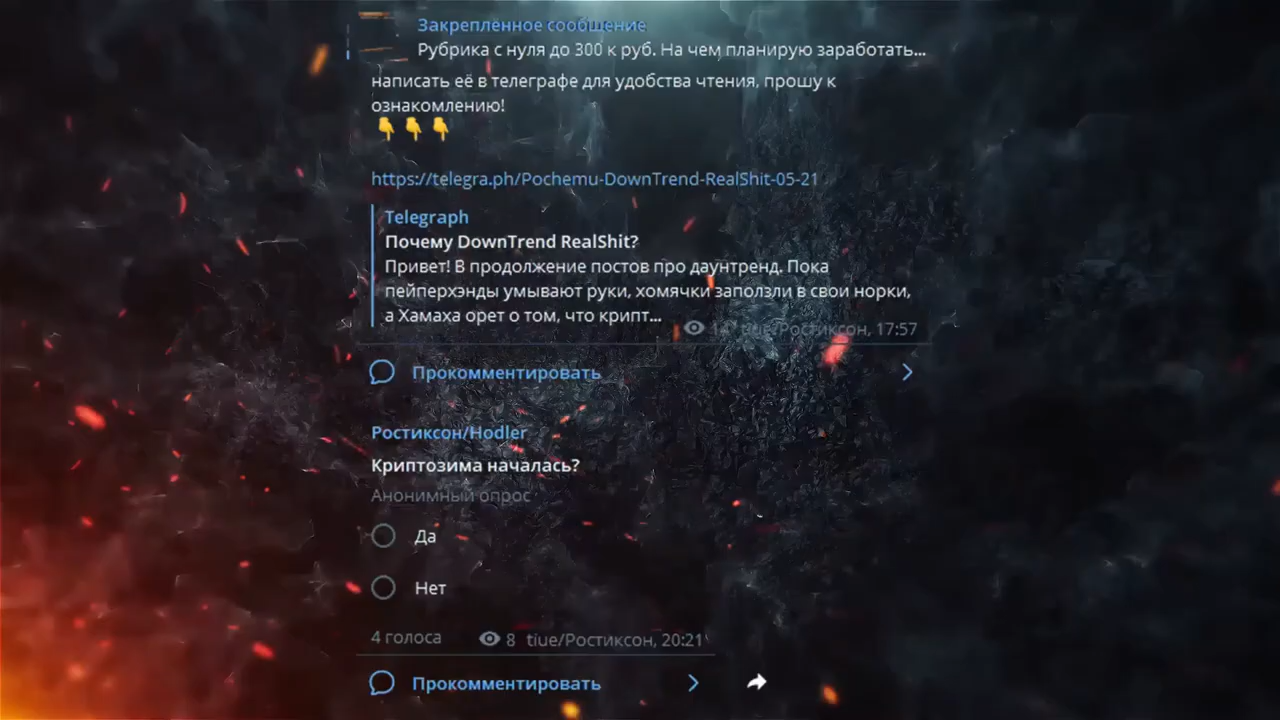 Закреплённое сообщение
Рубрика с нуля до 300 к руб. На чем планирую заработать...
написать её в телеграфе для удобства чтения, прошу к
ознакомлению!
👇👇👇
https://telegra.ph/Pochemu-DownTrend-RealShit-05-21
Telegraph
Почему DownTrend RealShit?
Привет! В продолжение постов про даунтренд. Пока
пейперхэнды умывают руки, хомячки заползли в свои норки,
а Хамаха орет о том, что крипт...
tiue/Ростиксон, 17:57
Прокомментировать
Ростиксон/Hodler
Криптозима началась?
Анонимный опрос
Да
Нет
4 голоса 8 tiue/Ростиксон, 20:21
Прокомментировать